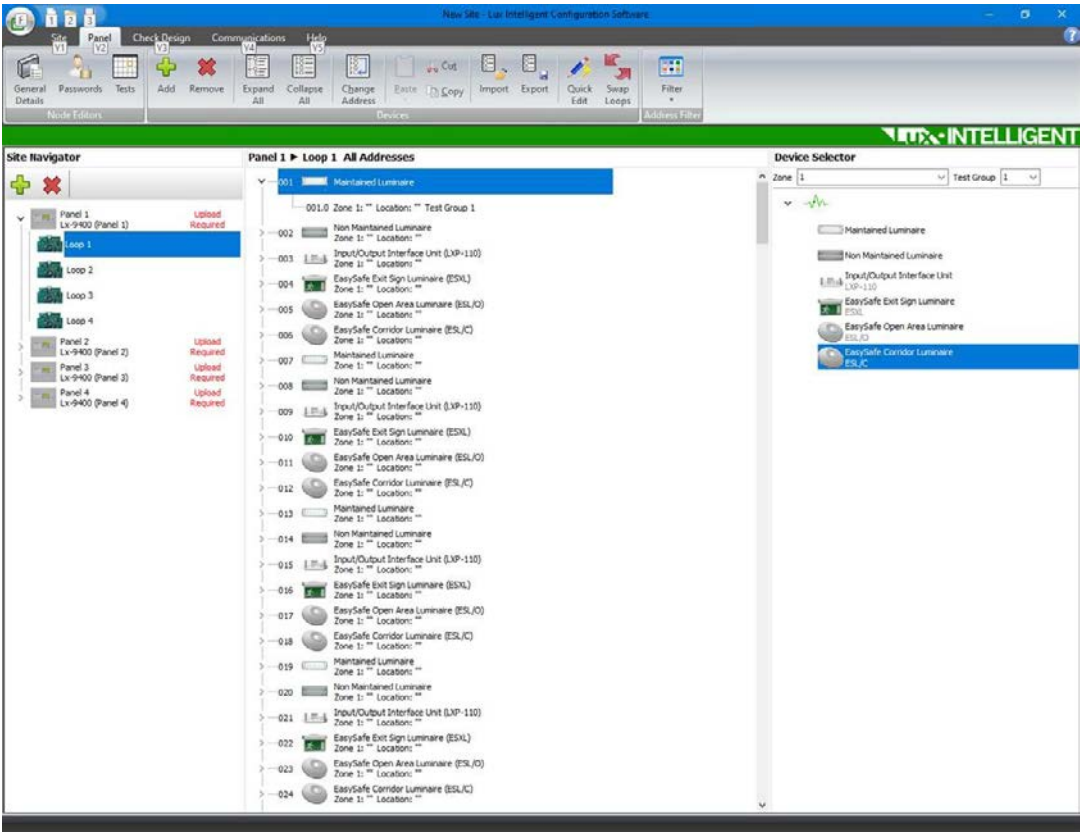 New Site - Lux Intelligent Configuration Software
F 1 2 3
Site Panel Check Design Communications Help
Y1 Y2 Y3 Y4 Y5
General Details Passwords Tests Add Remove Expand All Collapse All Change Address Paste Cut Copy Import Export Quick Edit Swap Loops Filter
Node Editors Devices Address Filter
LUX-INTELLIGENT
Site Navigator
Panel 1 Upload
Lx-9400 (Panel 1) Required
Loop 1
Loop 2
Loop 3
Loop 4
Panel 2 Upload
Lx-9400 (Panel 2) Required
Panel 3 Upload
Lx-9400 (Panel 3) Required
Panel 4 Upload
Lx-9400 (Panel 4) Required
Panel 1 ► Loop 1 All Addresses
001 Maintained Luminaire
001.0 Zone 1: "" Location: "" Test Group 1
002 Non Maintained Luminaire
Zone 1: "" Location: ""
003 Input/Output Interface Unit (LXP-110)
Zone 1: "" Location: ""
004 EasySafe Exit Sign Luminaire (ESXL)
Zone 1: "" Location: ""
005 EasySafe Open Area Luminaire (ESL/O)
Zone 1: "" Location: ""
006 EasySafe Corridor Luminaire (ESL/C)
Zone 1: "" Location: ""
007 Maintained Luminaire
Zone 1: "" Location: ""
008 Non Maintained Luminaire
Zone 1: "" Location: ""
009 Input/Output Interface Unit (LXP-110)
Zone 1: "" Location: ""
010 EasySafe Exit Sign Luminaire (ESXL)
Zone 1: "" Location: ""
011 EasySafe Open Area Luminaire (ESL/O)
Zone 1: "" Location: ""
012 EasySafe Corridor Luminaire (ESL/C)
Zone 1: "" Location: ""
013 Maintained Luminaire
Zone 1: "" Location: ""
014 Non Maintained Luminaire
Zone 1: "" Location: ""
015 Input/Output Interface Unit (LXP-110)
Zone 1: "" Location: ""
016 EasySafe Exit Sign Luminaire (ESXL)
Zone 1: "" Location: ""
017 EasySafe Open Area Luminaire (ESL/O)
Zone 1: "" Location: ""
018 EasySafe Corridor Luminaire (ESL/C)
Zone 1: "" Location: ""
019 Maintained Luminaire
Zone 1: "" Location: ""
020 Non Maintained Luminaire
Zone 1: "" Location: ""
021 Input/Output Interface Unit (LXP-110)
Zone 1: "" Location: ""
022 EasySafe Exit Sign Luminaire (ESXL)
Zone 1: "" Location: ""
023 EasySafe Open Area Luminaire (ESL/O)
Zone 1: "" Location: ""
024 EasySafe Corridor Luminaire (ESL/C)
Zone 1: "" Location: ""
Device Selector
Zone 1 Test Group 1
Maintained Luminaire
Non Maintained Luminaire
Input/Output Interface Unit
LXP-110
EasySafe Exit Sign Luminaire
ESXL
EasySafe Open Area Luminaire
ESL/O
EasySafe Corridor Luminaire
ESL/C